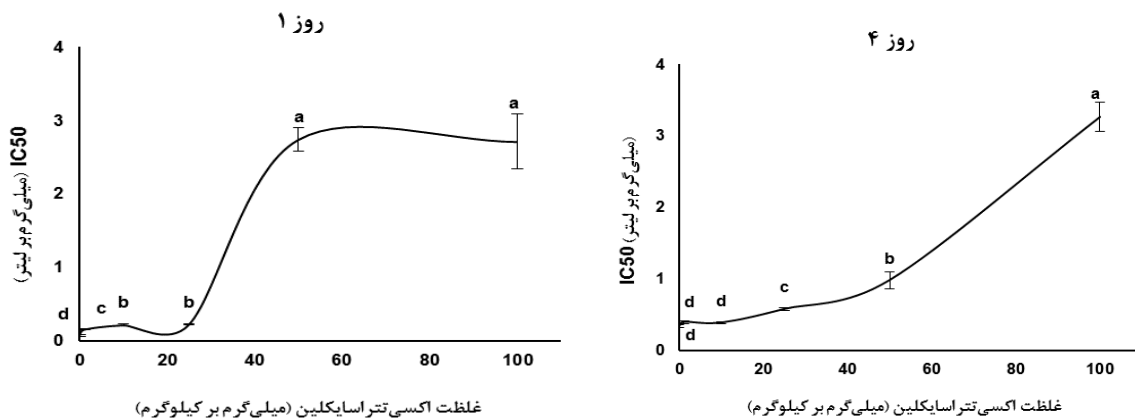 روز ۱
4
3
2
1
0
IC50 (میلی‌گرم بر لیتر)
d
c
b
b
a
a
0
20
40
60
80
100
غلظت اکسی‌تتراسایکلین (میلی‌گرم بر کیلوگرم)
روز ۴
4
3
2
1
0
IC50 (میلی‌گرم بر لیتر)
d
d
d
c
b
a
0
20
40
60
80
100
غلظت اکسی‌تتراسایکلین (میلی‌گرم بر کیلوگرم)